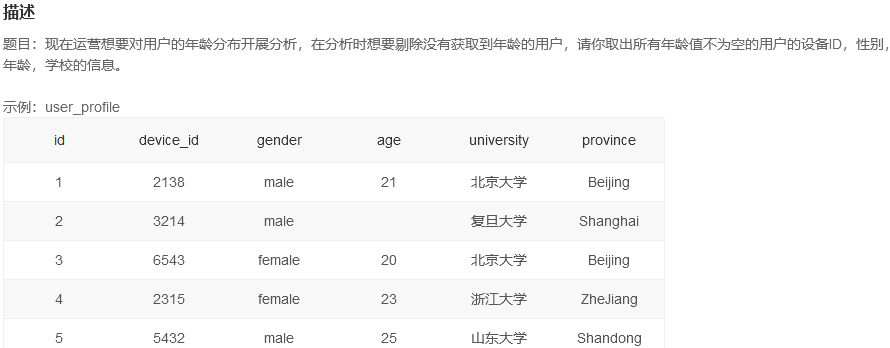 描述
题目：现在运营想要对用户的年龄分布开展分析，在分析时想要剔除没有获取到年龄的用户，请你取出所有年龄值不为空的用户的设备ID，性别，
年龄，学校的信息。
示例：user_profile
id device_id gender age university province
1 2138 male 21 北京大学 Beijing
2 3214 male 复旦大学 Shanghai
3 6543 female 20 北京大学 Beijing
4 2315 female 23 浙江大学 ZheJiang
5 5432 male 25 山东大学 Shandong